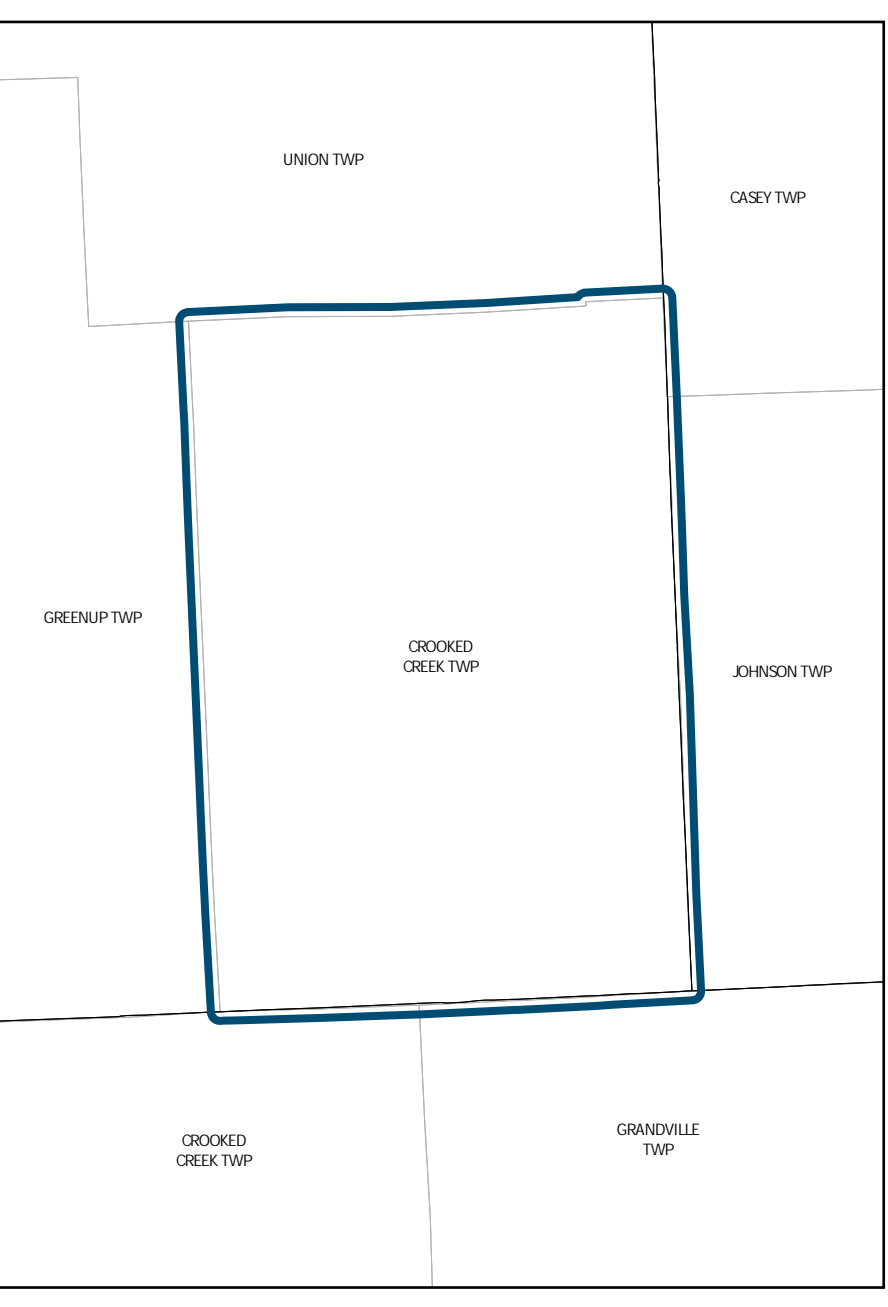 UNION TWP
CASEY TWP
GREENUP TWP
CROOKED
CREEK TWP
JOHNSON TWP
CROOKED
CREEK TWP
GRANDVILLE
TWP